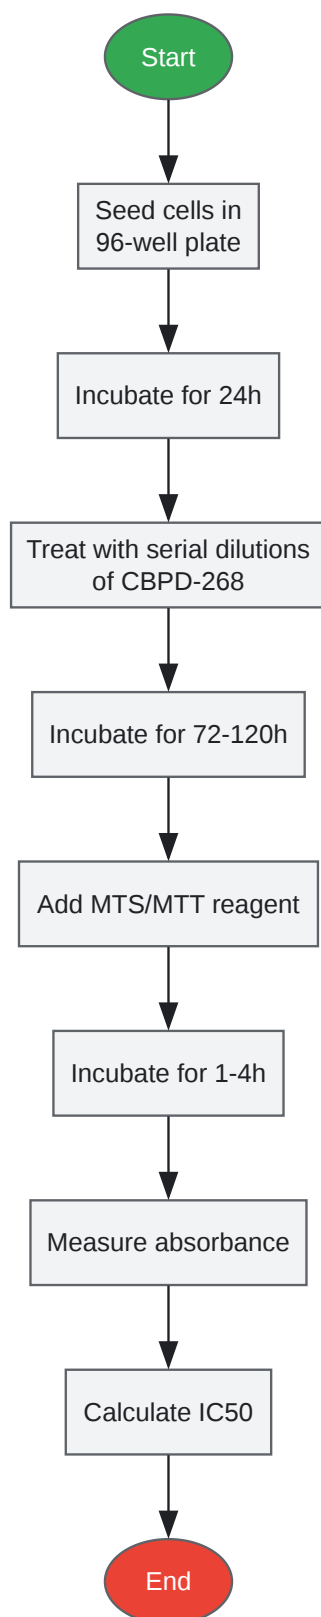 Start
Seed cells in
96-well plate
Incubate for 24h
Treat with serial dilutions
of CBPD-268
Incubate for 72-120h
Add MTS/MTT reagent
Incubate for 1-4h
Measure absorbance
Calculate IC50
End